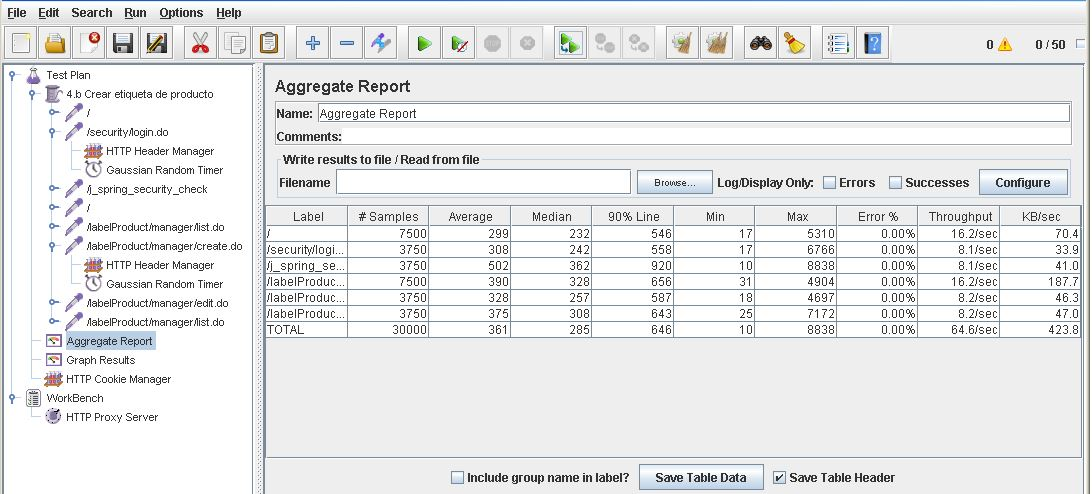 File Edit Search Run Options Help
0 0 / 50
Test Plan
4.b Crear etiqueta de producto
/
/security/login.do
HTTP Header Manager
Gaussian Random Timer
/j_spring_security_check
/
/labelProduct/manager/list.do
/labelProduct/manager/create.do
HTTP Header Manager
Gaussian Random Timer
/labelProduct/manager/edit.do
/labelProduct/manager/list.do
Aggregate Report
Graph Results
HTTP Cookie Manager
WorkBench
HTTP Proxy Server
Aggregate Report
Name: Aggregate Report
Comments:
Write results to file / Read from file
Filename Browse... Log/Display Only: Errors Successes Configure
Label # Samples Average Median 90% Line Min Max Error % Throughput KB/sec
/ 7500 299 232 546 17 5310 0.00% 16.2/sec 70.4
/security/logi... 3750 308 242 558 17 6766 0.00% 8.1/sec 33.9
/j_spring_se... 3750 502 362 920 10 8838 0.00% 8.1/sec 41.0
/labelProduc... 7500 390 328 656 31 4904 0.00% 16.2/sec 187.7
/labelProduc... 3750 328 257 587 18 4697 0.00% 8.2/sec 46.3
/labelProduc... 3750 375 308 643 25 7172 0.00% 8.2/sec 47.0
TOTAL 30000 361 285 646 10 8838 0.00% 64.6/sec 423.8
Include group name in label? Save Table Data Save Table Header